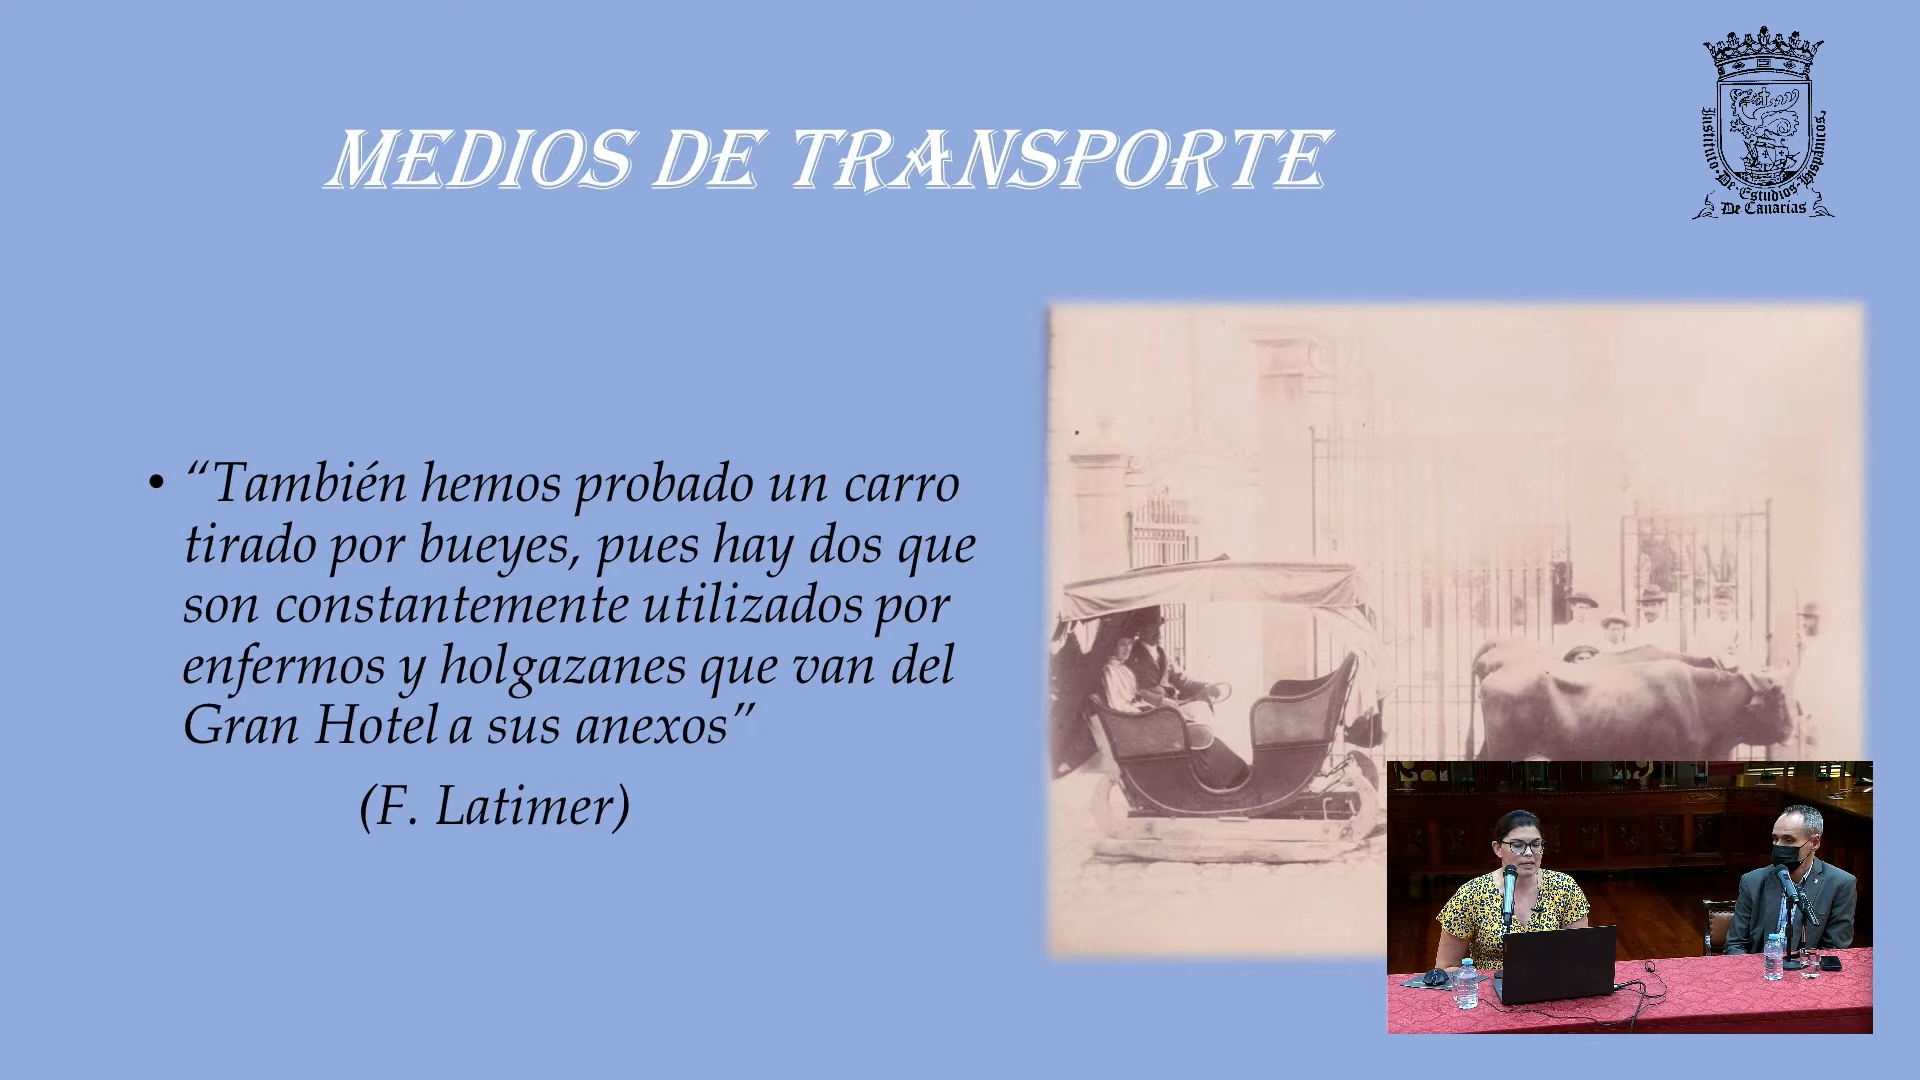 MEDIOS DE TRANSPORTE
Instituto · De · Estudios · Hispánicos
De Canarias
• “También hemos probado un carro
tirado por bueyes, pues hay dos que
son constantemente utilizados por
enfermos y holgazanes que van del
Gran Hotel a sus anexos”
(F. Latimer)